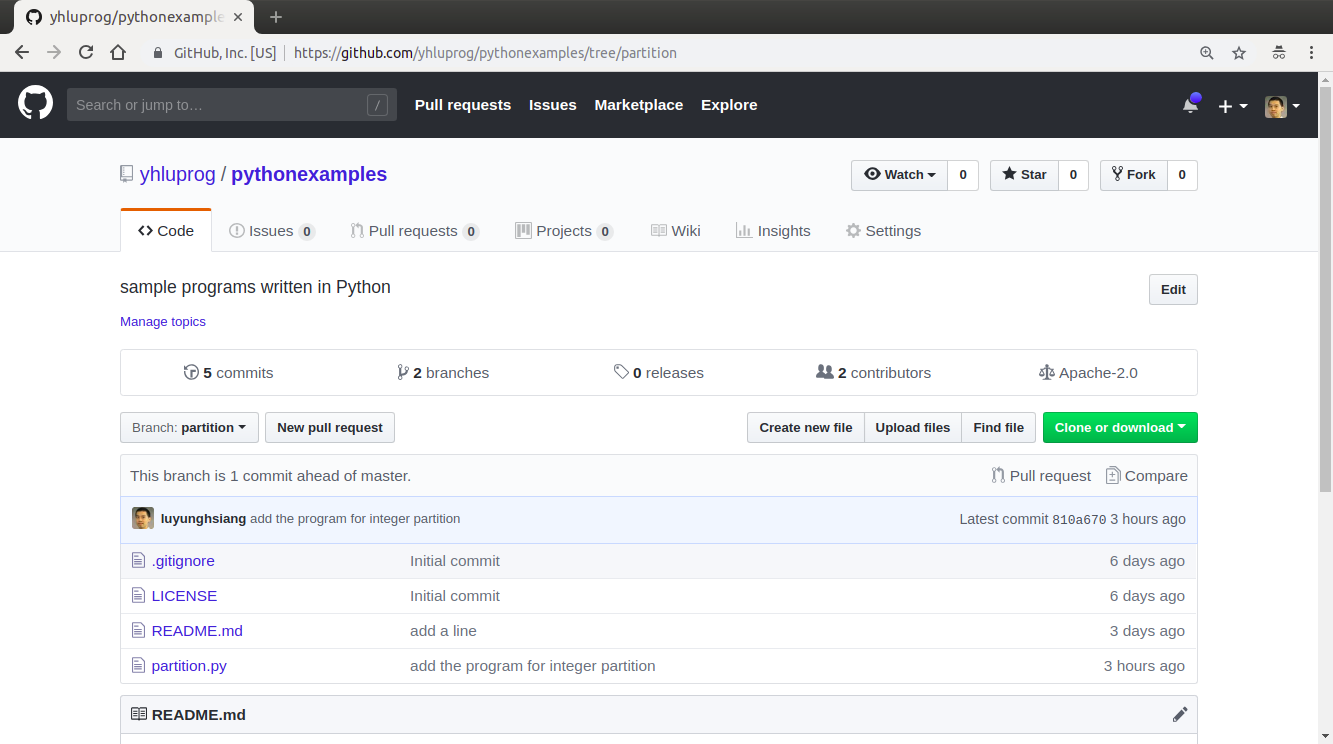 yhluprog/pythonexample
GitHub, Inc. [US] https://github.com/yhluprog/pythonexamples/tree/partition
Search or jump to… / Pull requests Issues Marketplace Explore
yhluprog / pythonexamples Watch 0 Star 0 Fork 0
Code Issues 0 Pull requests 0 Projects 0 Wiki Insights Settings
sample programs written in Python Edit
Manage topics
5 commits 2 branches 0 releases 2 contributors Apache-2.0
Branch: partition New pull request Create new file Upload files Find file Clone or download
This branch is 1 commit ahead of master. Pull request Compare
luyunghsiang add the program for integer partition Latest commit 810a670 3 hours ago
.gitignore Initial commit 6 days ago
LICENSE Initial commit 6 days ago
README.md add a line 3 days ago
partition.py add the program for integer partition 3 hours ago
README.md